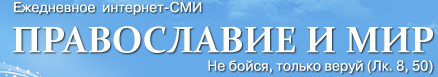 Ежедневное интернет-СМИ
ПРАВОСЛАВИЕ И МИР
Не бойся, только веруй (Лк. 8, 50)